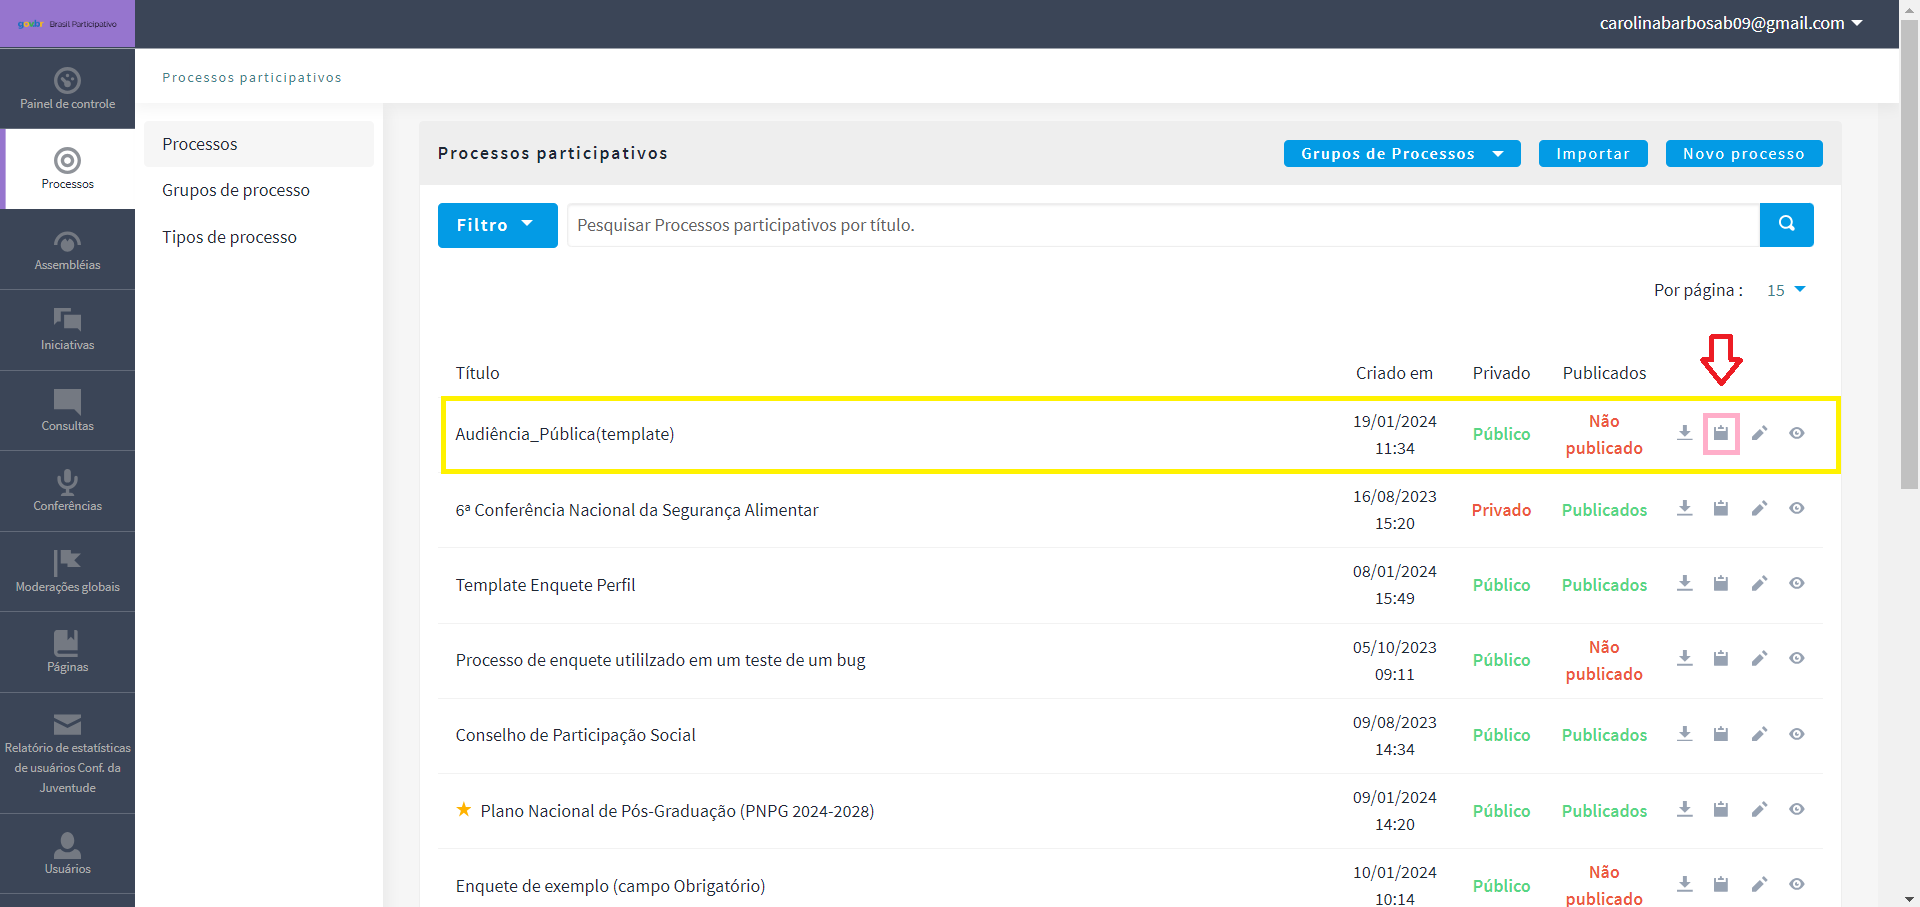 gov.br Brasil Participativo
carolinabarbosab09@gmail.com
Painel de controle
Processos
Assembléias
Iniciativas
Consultas
Conferências
Moderações globais
Páginas
Relatório de estatísticas
de usuários Conf. da
Juventude
Usuários
Processos participativos
Processos
Grupos de processo
Tipos de processo
Processos participativos
Grupos de Processos
Importar
Novo processo
Filtro
Pesquisar Processos participativos por título.
Por página : 15
Título Criado em Privado Publicados
Audiência_Pública(template) 19/01/2024 11:34 Público Não publicado
6ª Conferência Nacional da Segurança Alimentar 16/08/2023 15:20 Privado Publicados
Template Enquete Perfil 08/01/2024 15:49 Público Publicados
Processo de enquete utililzado em um teste de um bug 05/10/2023 09:11 Público Não publicado
Conselho de Participação Social 09/08/2023 14:34 Público Publicados
Plano Nacional de Pós-Graduação (PNPG 2024-2028) 09/01/2024 14:20 Público Publicados
Enquete de exemplo (campo Obrigatório) 10/01/2024 10:14 Público Não publicado